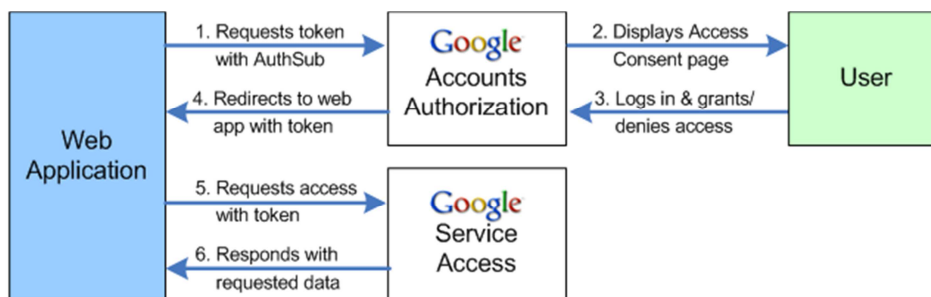 Web
Application
1. Requests token
with AuthSub
4. Redirects to web
app with token
Google
Accounts
Authorization
2. Displays Access
Consent page
3. Logs in & grants/
denies access
User
5. Requests access
with token
6. Responds with
requested data
Google
Service
Access